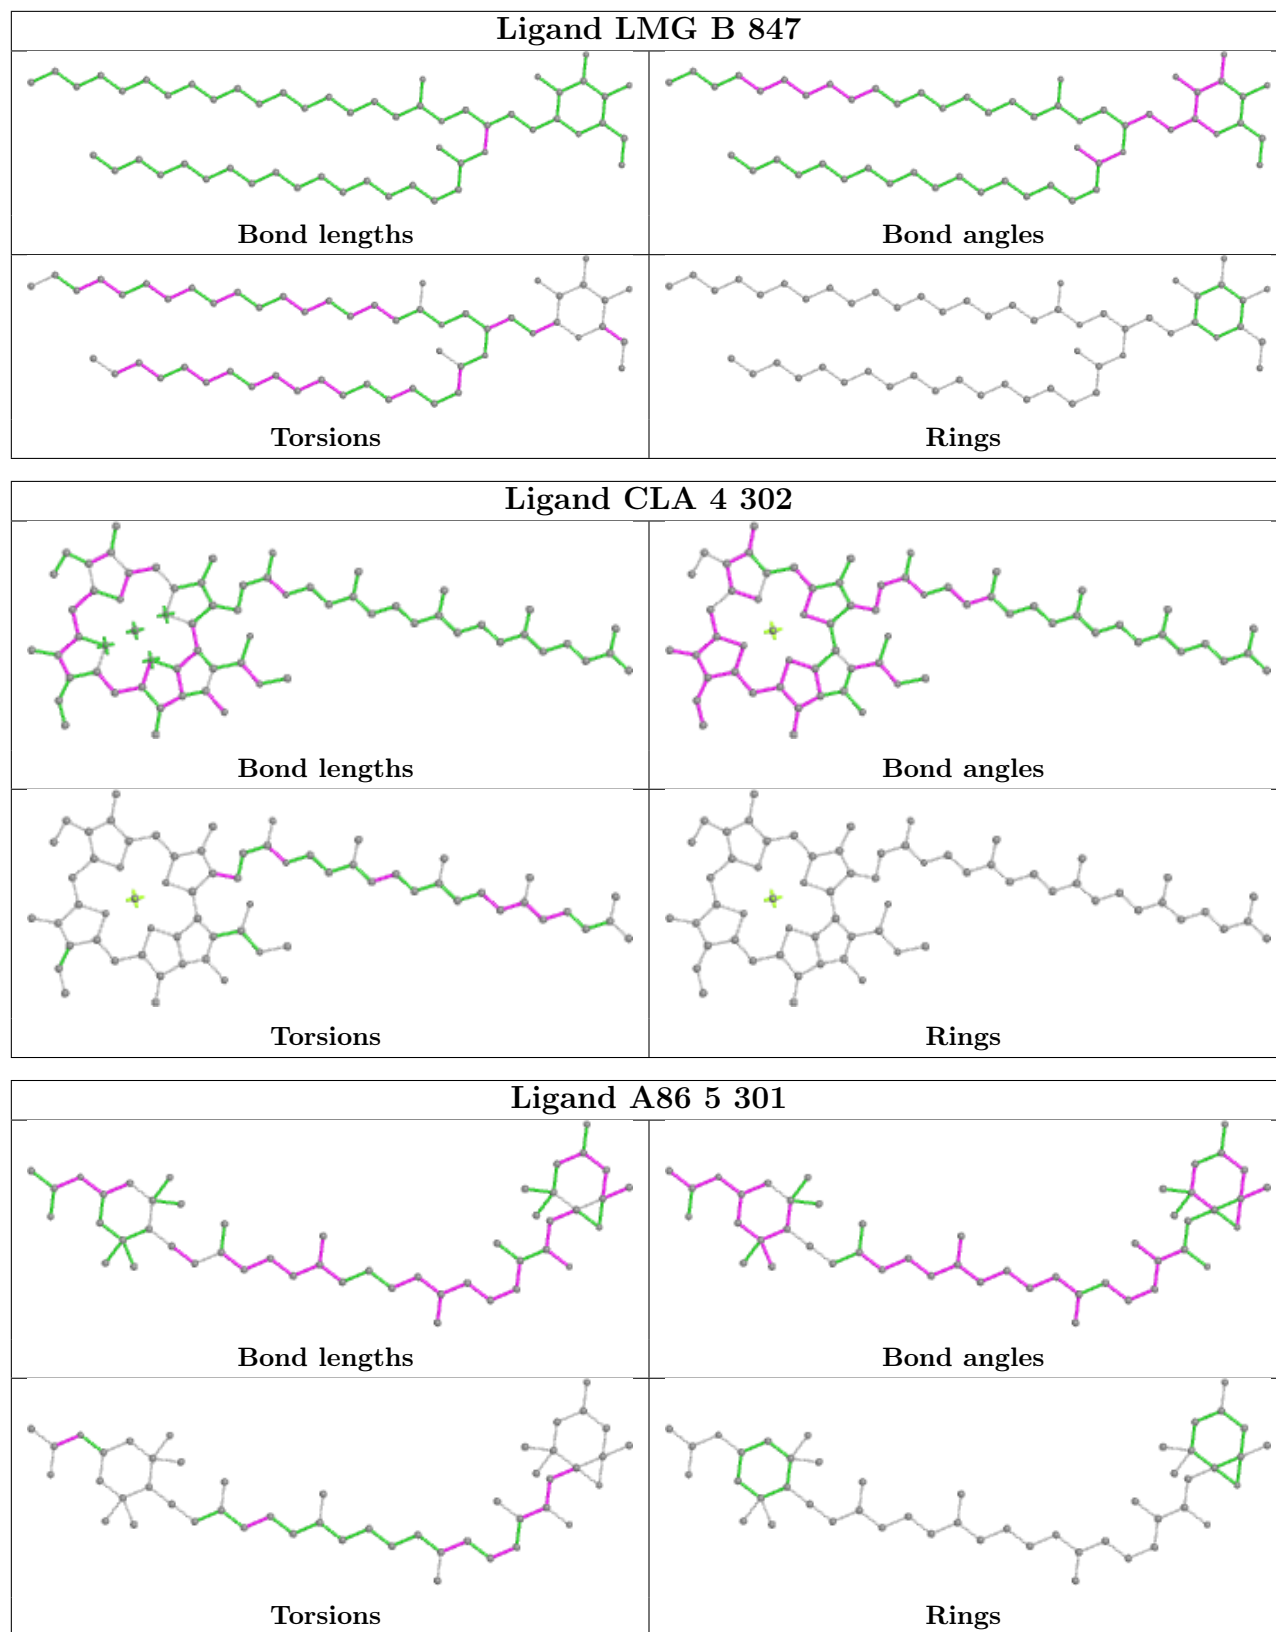 Ligand LMG B 847
Bond lengths
Bond angles
Torsions
Rings
Ligand CLA 4 302
Bond lengths
Bond angles
Torsions
Rings
Ligand A86 5 301
Bond lengths
Bond angles
Torsions
Rings